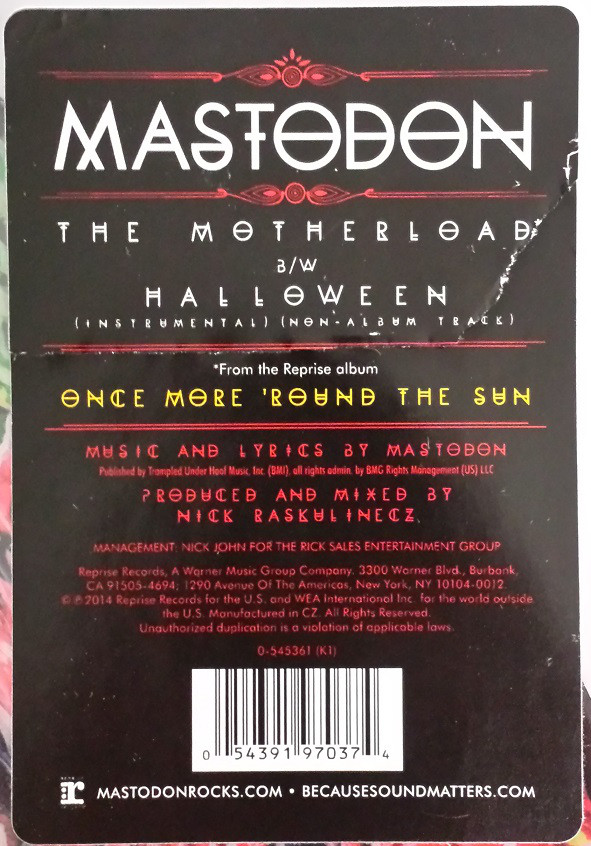 MASTODON
THE MOTHERLOAD*
B/W
HALLOWEEN
(INSTRUMENTAL) (NON-ALBUM TRACK)
*From the Reprise album
ONCE MORE 'ROUND THE SUN
MUSIC AND LYRICS BY MASTODON
Published by Trampled Under Hoof Music, Inc. (BMI), all rights admin. by BMG Rights Management (US) LLC
PRODUCED AND MIXED BY
NICK RASKULINECZ
MANAGEMENT: NICK JOHN FOR THE RICK SALES ENTERTAINMENT GROUP
Reprise Records, A Warner Music Group Company. 3300 Warner Blvd., Burbank,
CA 91505-4694; 1290 Avenue Of The Americas, New York, NY 10104-0012.
© ℗ 2014 Reprise Records for the U.S. and WEA International Inc. for the world outside
the U.S. Manufactured in CZ. All Rights Reserved.
Unauthorized duplication is a violation of applicable laws.
0-545361 (K1)
0 54391 97037 4
r MASTODONROCKS.COM • BECAUSESOUNDMATTERS.COM